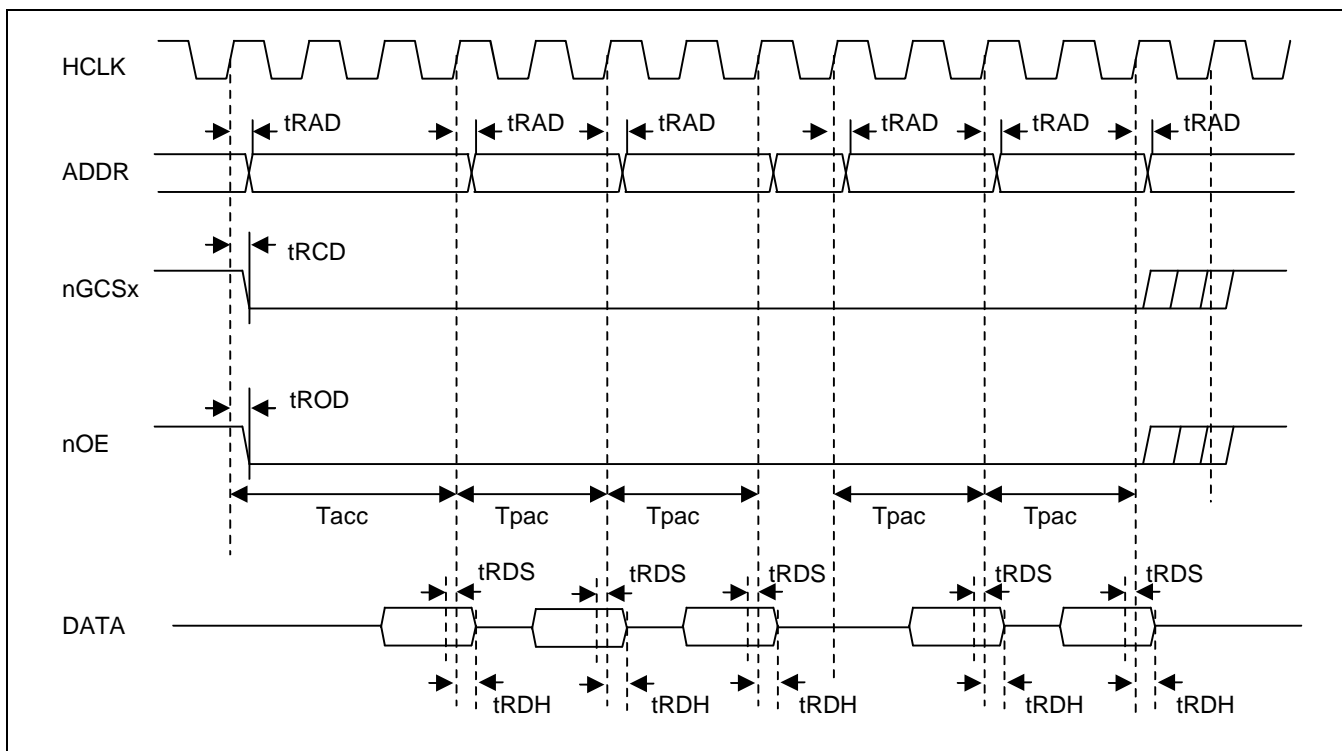 HCLK
tRAD tRAD tRAD tRAD tRAD tRAD
ADDR
tRCD
nGCSx
tROD
nOE
Tacc Tpac Tpac Tpac Tpac
tRDS tRDS tRDS tRDS tRDS
DATA
tRDH tRDH tRDH tRDH tRDH